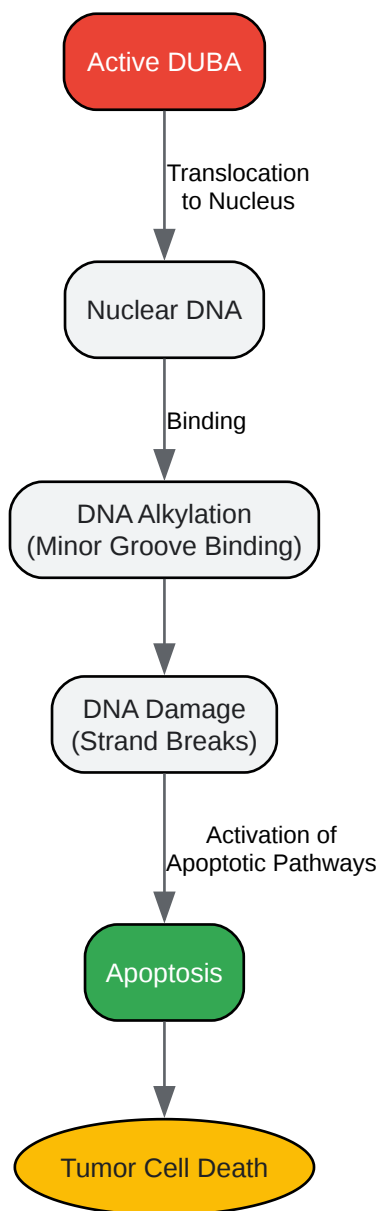 Active DUBA
Translocation
to Nucleus
Nuclear DNA
Binding
DNA Alkylation
(Minor Groove Binding)
DNA Damage
(Strand Breaks)
Activation of
Apoptotic Pathways
Apoptosis
Tumor Cell Death